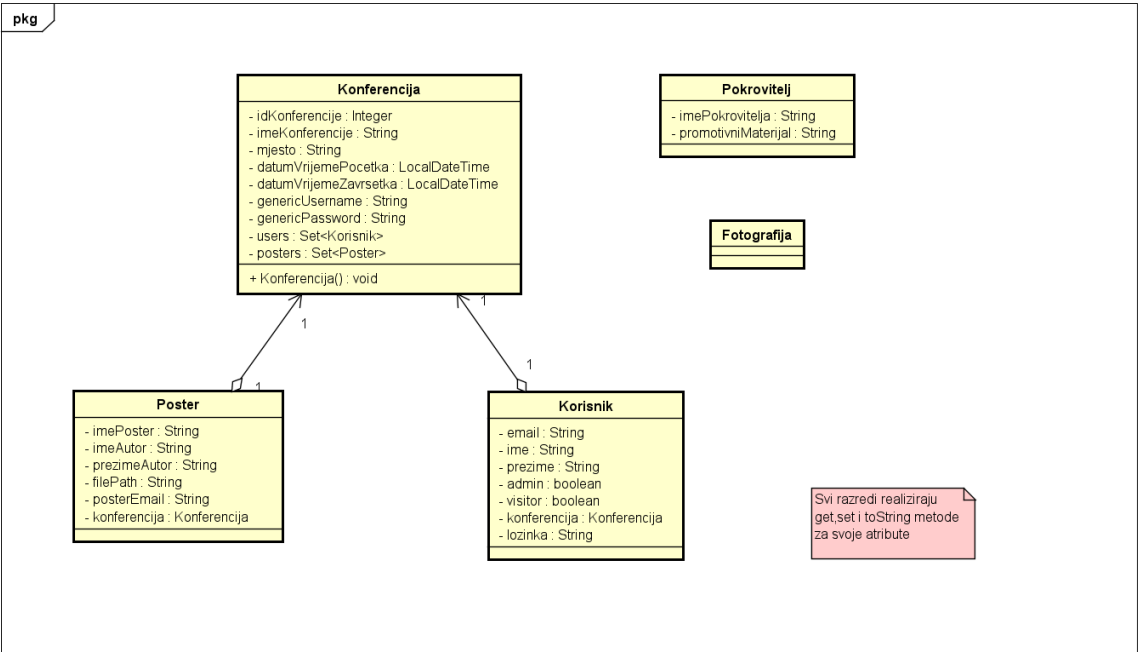 pkg
Konferencija
- idKonferencije : Integer
- imeKonferencije : String
- mjesto : String
- datumVrijemePocetka : LocalDateTime
- datumVrijemeZavrsetka : LocalDateTime
- genericUsername : String
- genericPassword : String
- users : Set<Korisnik>
- posters : Set<Poster>
+ Konferencija() : void
Pokrovitelj
- imePokrovitelja : String
- promotivniMaterijal : String
Fotografija
1
1
1
1
Poster
- imePoster : String
- imeAutor : String
- prezimeAutor : String
- filePath : String
- posterEmail : String
- konferencija : Konferencija
Korisnik
- email : String
- ime : String
- prezime : String
- admin : boolean
- visitor : boolean
- konferencija : Konferencija
- lozinka : String
Svi razredi realiziraju
get,set i toString metode
za svoje atribute